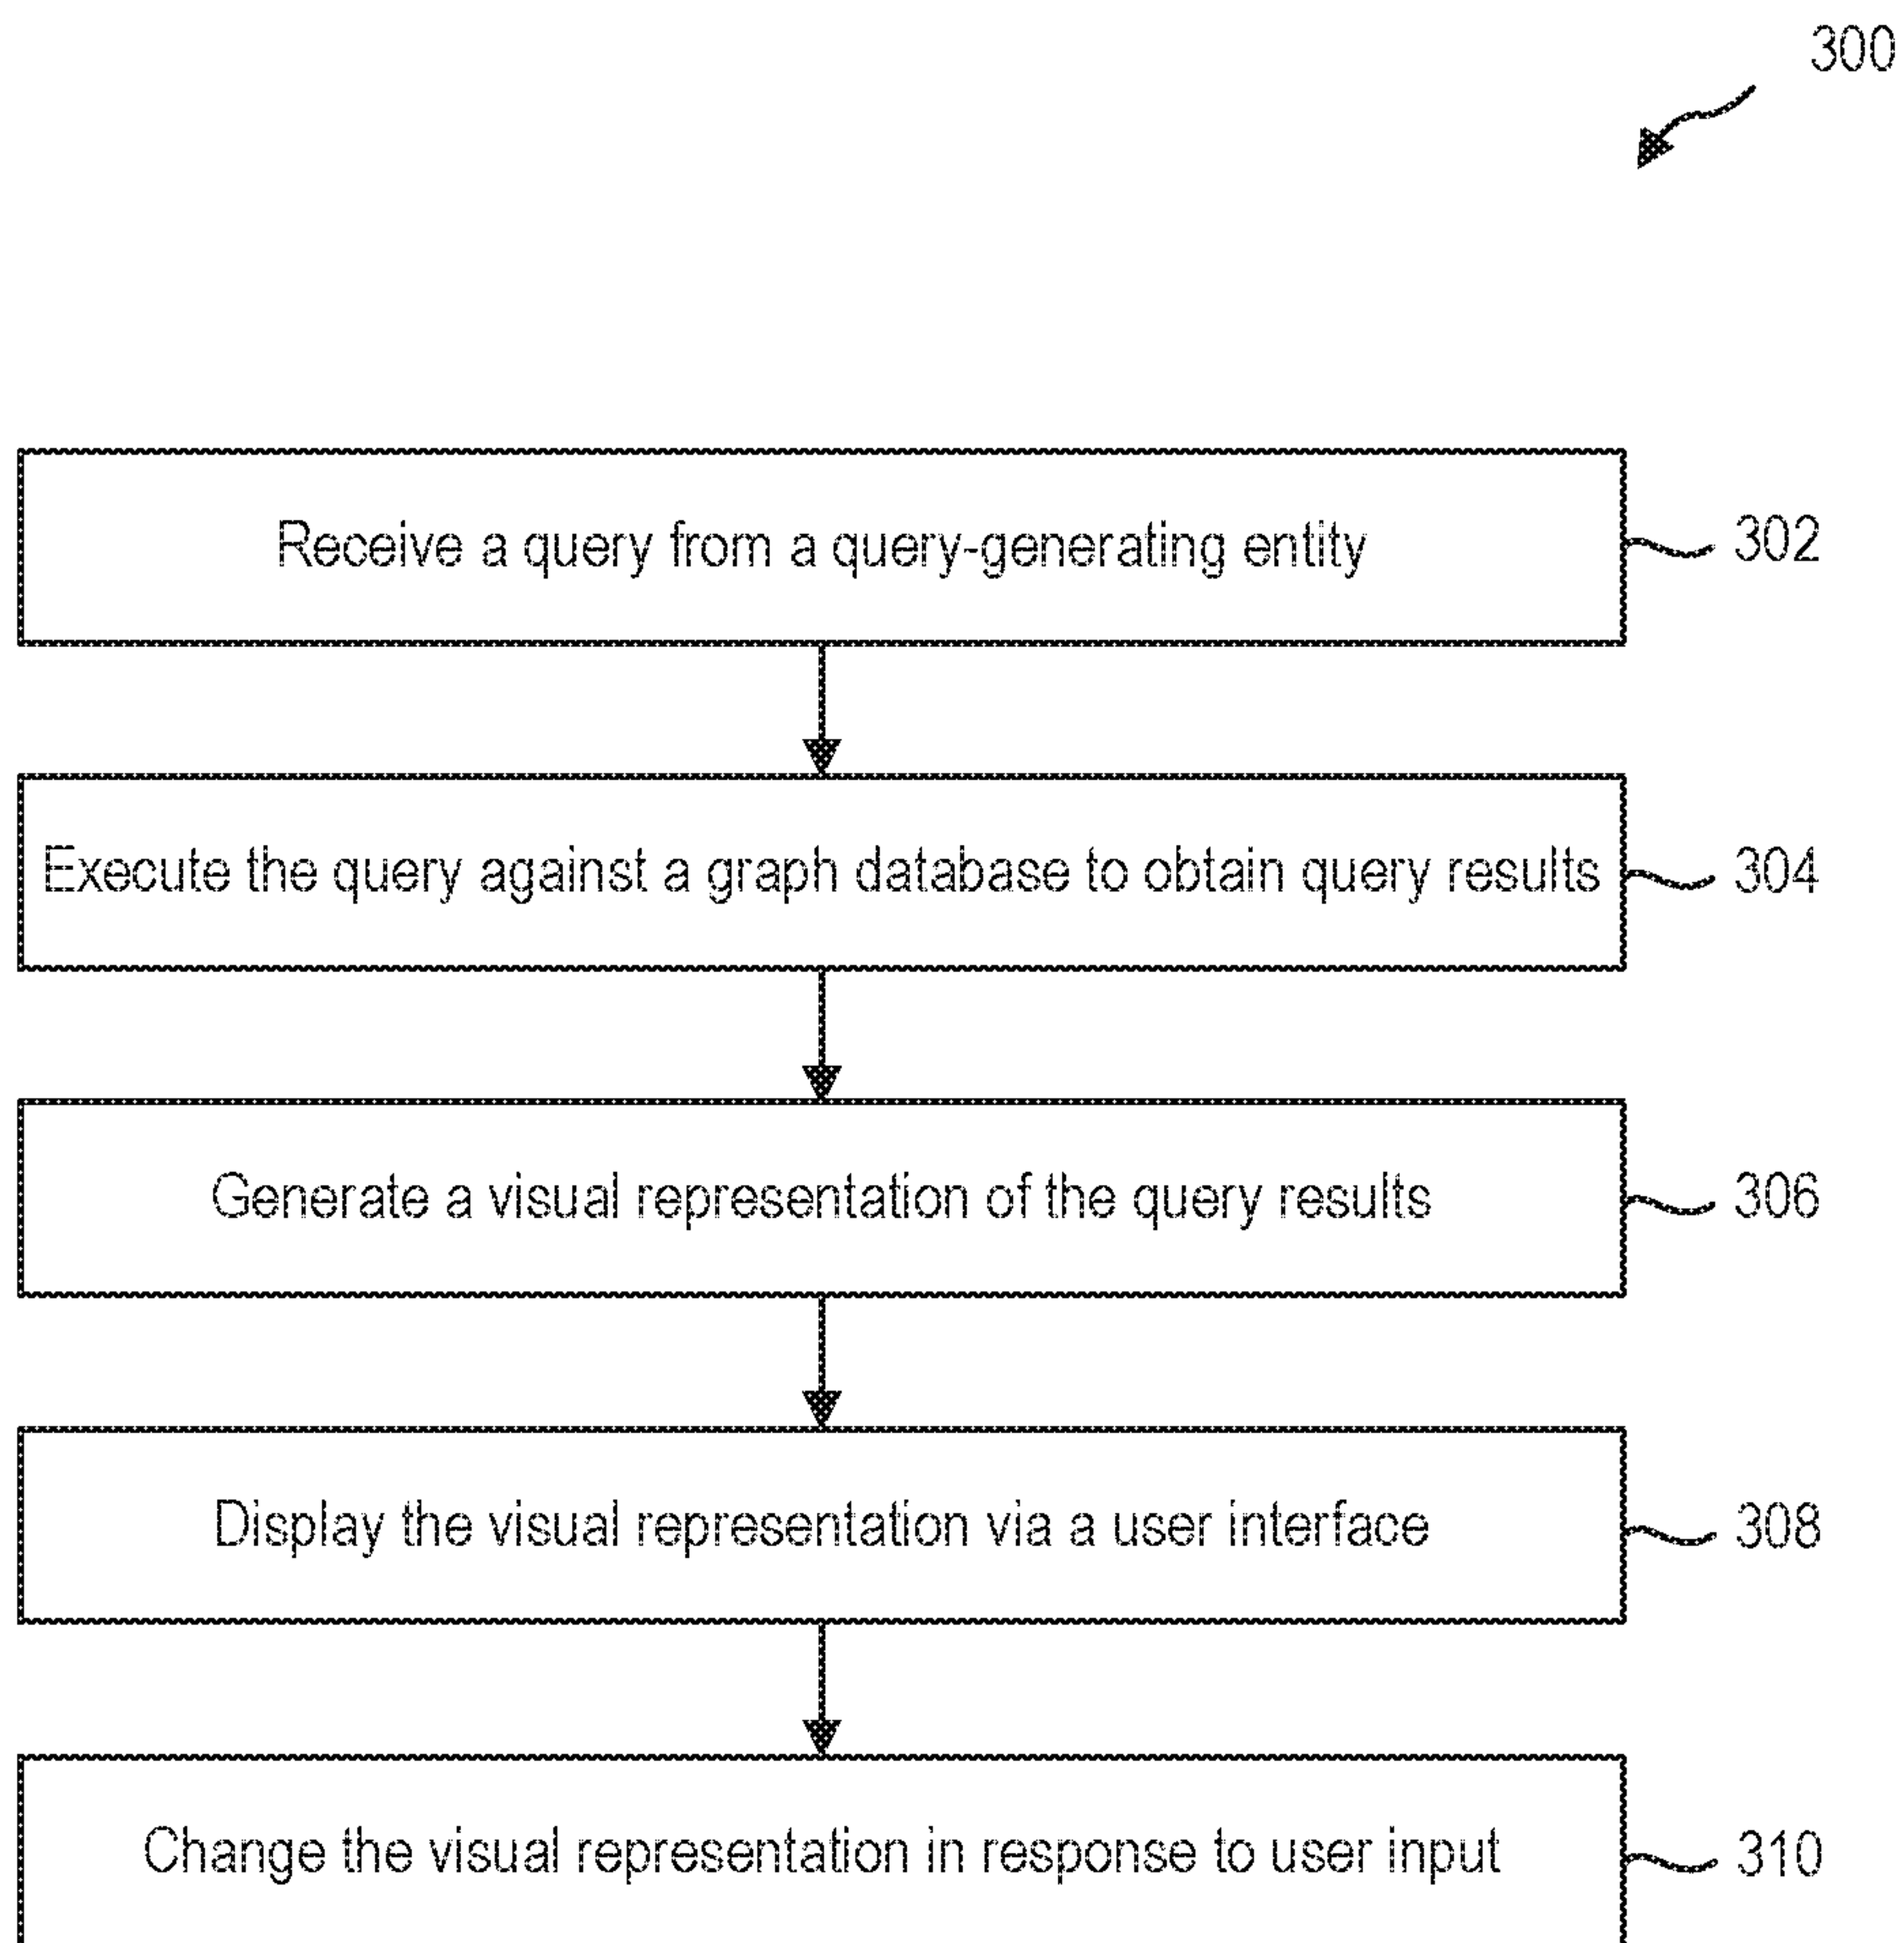 300
Receive a query from a query-generating entity
302
Execute the query against a graph database to obtain query results
304
Generate a visual representation of the query results
306
Display the visual representation via a user interface
308
Change the visual representation in response to user input
310